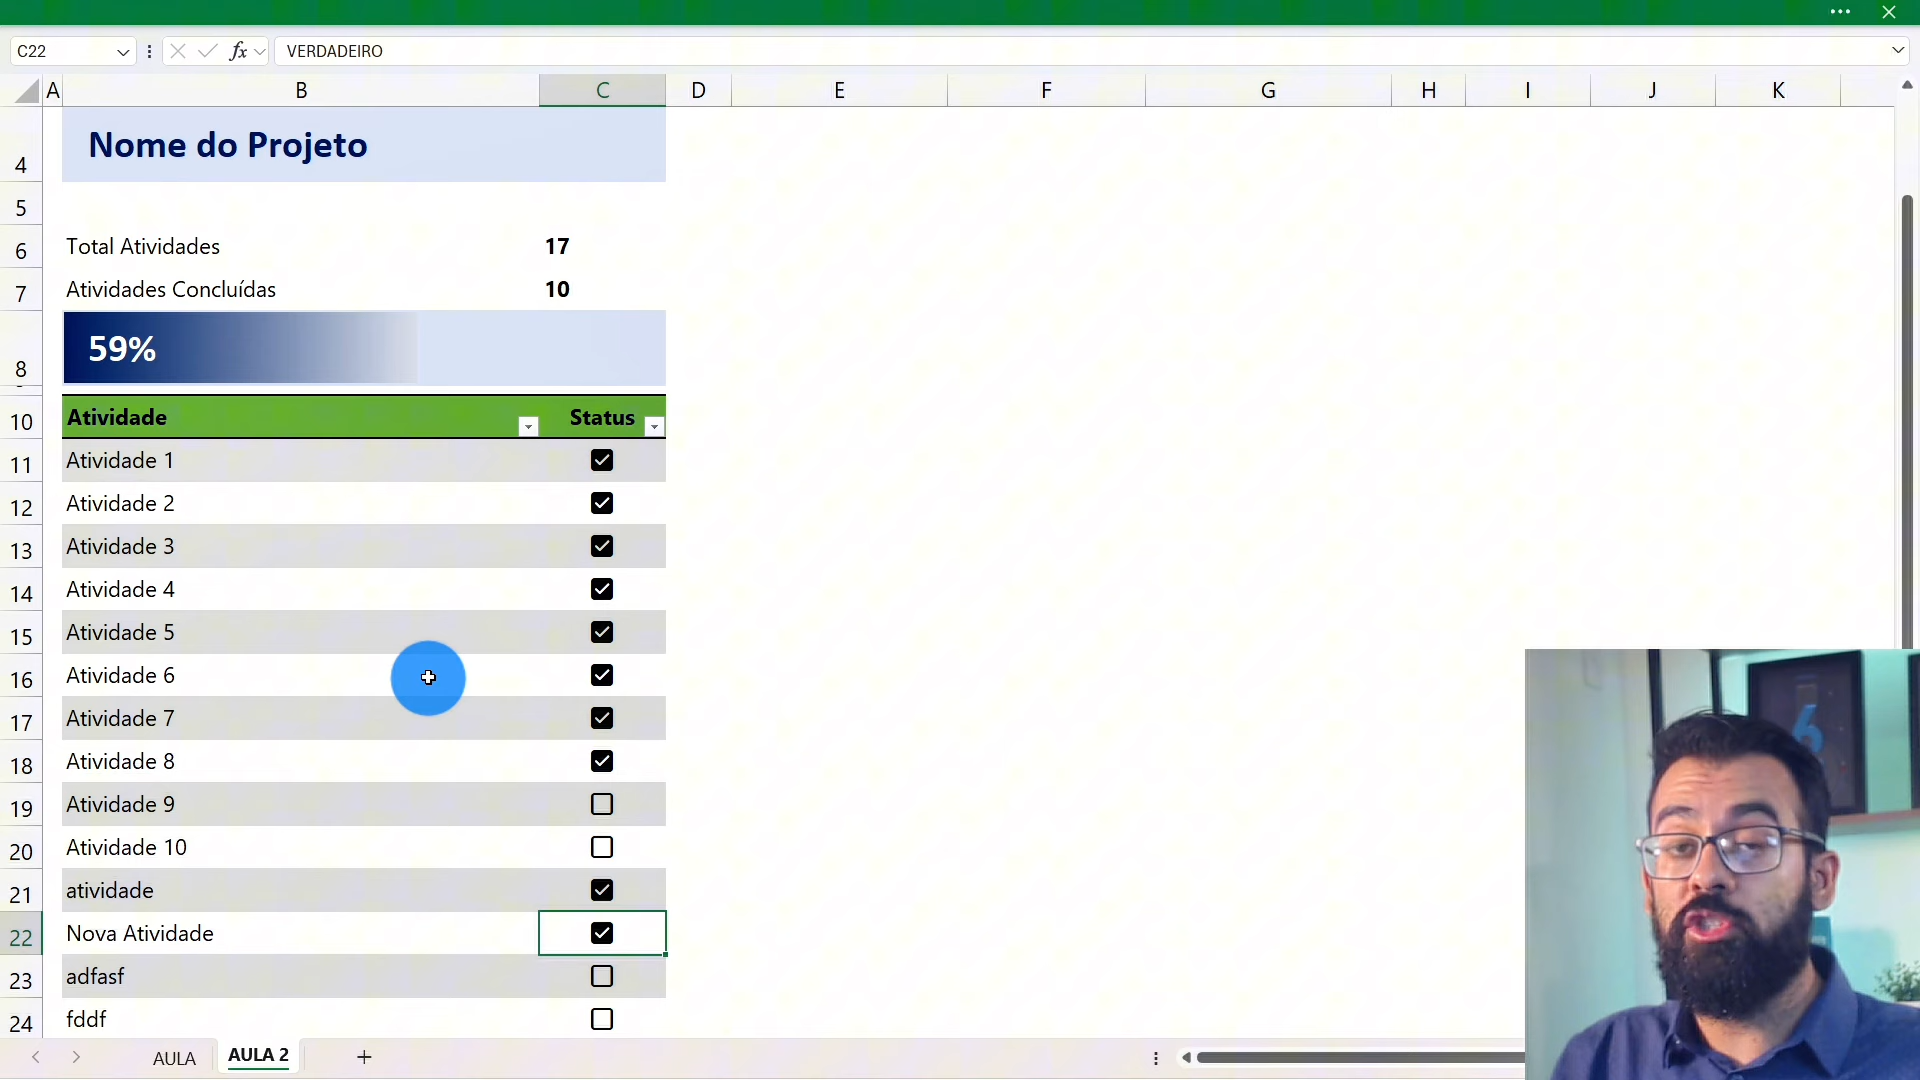 C22
fx
VERDADEIRO
A B C D E F G H I J K
4 Nome do Projeto
5
6 Total Atividades 17
7 Atividades Concluídas 10
8 59%
10 Atividade Status
11 Atividade 1
12 Atividade 2
13 Atividade 3
14 Atividade 4
15 Atividade 5
16 Atividade 6
17 Atividade 7
18 Atividade 8
19 Atividade 9
20 Atividade 10
21 atividade
22 Nova Atividade
23 adfasf
24 fddf
6
AULA AULA 2 +